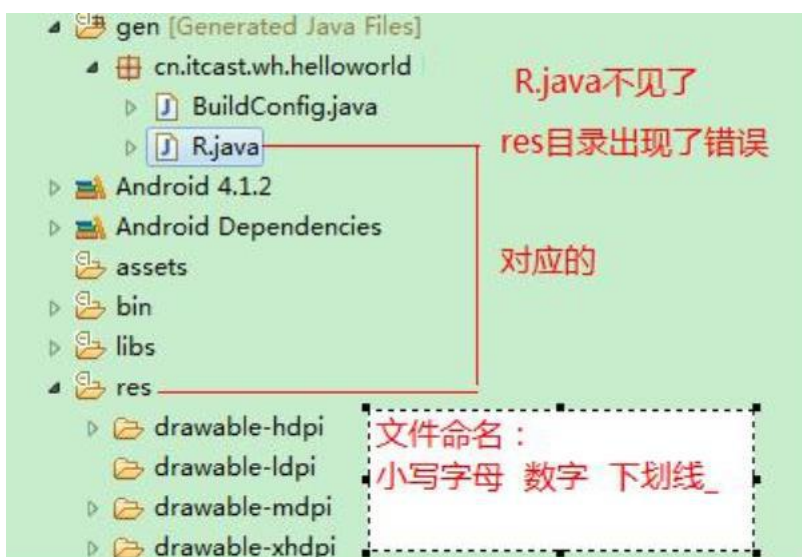 gen [Generated Java Files]
cn.itcast.wh.helloworld
BuildConfig.java
R.java
Android 4.1.2
Android Dependencies
assets
bin
libs
res
drawable-hdpi
drawable-ldpi
drawable-mdpi
drawable-xhdpi
R.java不见了
res目录出现了错误
对应的
文件命名：
小写字母 数字 下划线_